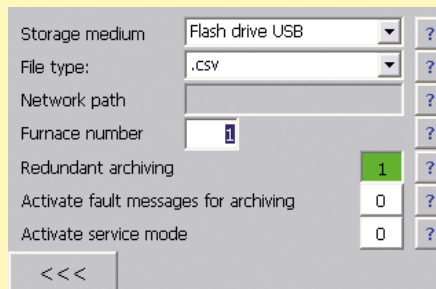 Storage medium Flash drive USB ?
File type: .csv ?
Network path ?
Furnace number 1 ?
Redundant archiving 1 ?
Activate fault messages for archiving 0 ?
Activate service mode 0 ?
<<<